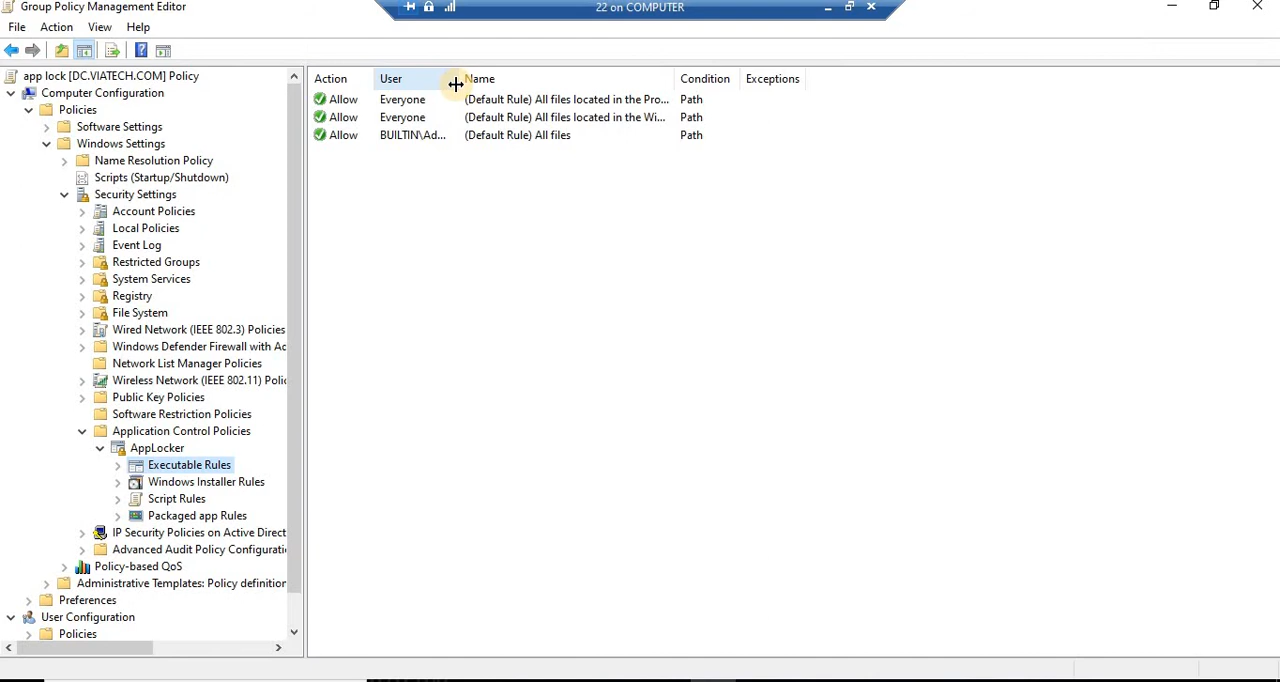 Group Policy Management Editor
22 on COMPUTER
File Action View Help
app lock [DC.VIATECH.COM] Policy
Computer Configuration
Policies
Software Settings
Windows Settings
Name Resolution Policy
Scripts (Startup/Shutdown)
Security Settings
Account Policies
Local Policies
Event Log
Restricted Groups
System Services
Registry
File System
Wired Network (IEEE 802.3) Policies
Windows Defender Firewall with Ad
Network List Manager Policies
Wireless Network (IEEE 802.11) Polic
Public Key Policies
Software Restriction Policies
Application Control Policies
AppLocker
Executable Rules
Windows Installer Rules
Script Rules
Packaged app Rules
IP Security Policies on Active Direct
Advanced Audit Policy Configurati
Policy-based QoS
Administrative Templates: Policy definition
Preferences
User Configuration
Policies
Action User Name Condition Exceptions
Allow Everyone (Default Rule) All files located in the Pro... Path
Allow Everyone (Default Rule) All files located in the Wi... Path
Allow BUILTIN\Ad... (Default Rule) All files Path